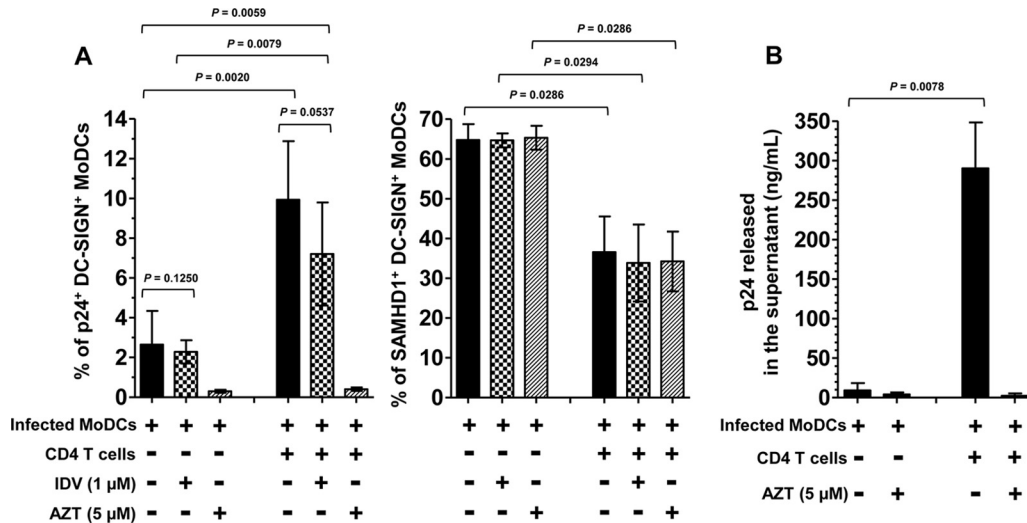 A
P = 0.0059
P = 0.0079
P = 0.0020
P = 0.0537
P = 0.1250
% of p24+ DC-SIGN+ MoDCs
14
12
10
8
6
4
2
0
P = 0.0286
P = 0.0294
P = 0.0286
% of SAMHD1+ DC-SIGN+ MoDCs
70
60
50
40
30
20
10
0
Infected MoDCs + + + + + + + + + + + +
CD4 T cells - - - + + + - - - + + +
IDV (1 µM) - + - - + - - + - - + -
AZT (5 µM) - - + - - + - - + - - +
B
P = 0.0078
p24 released
in the supernatant (ng/mL)
350
300
250
200
150
100
50
0
Infected MoDCs + + + +
CD4 T cells - - + +
AZT (5 µM) - + - +